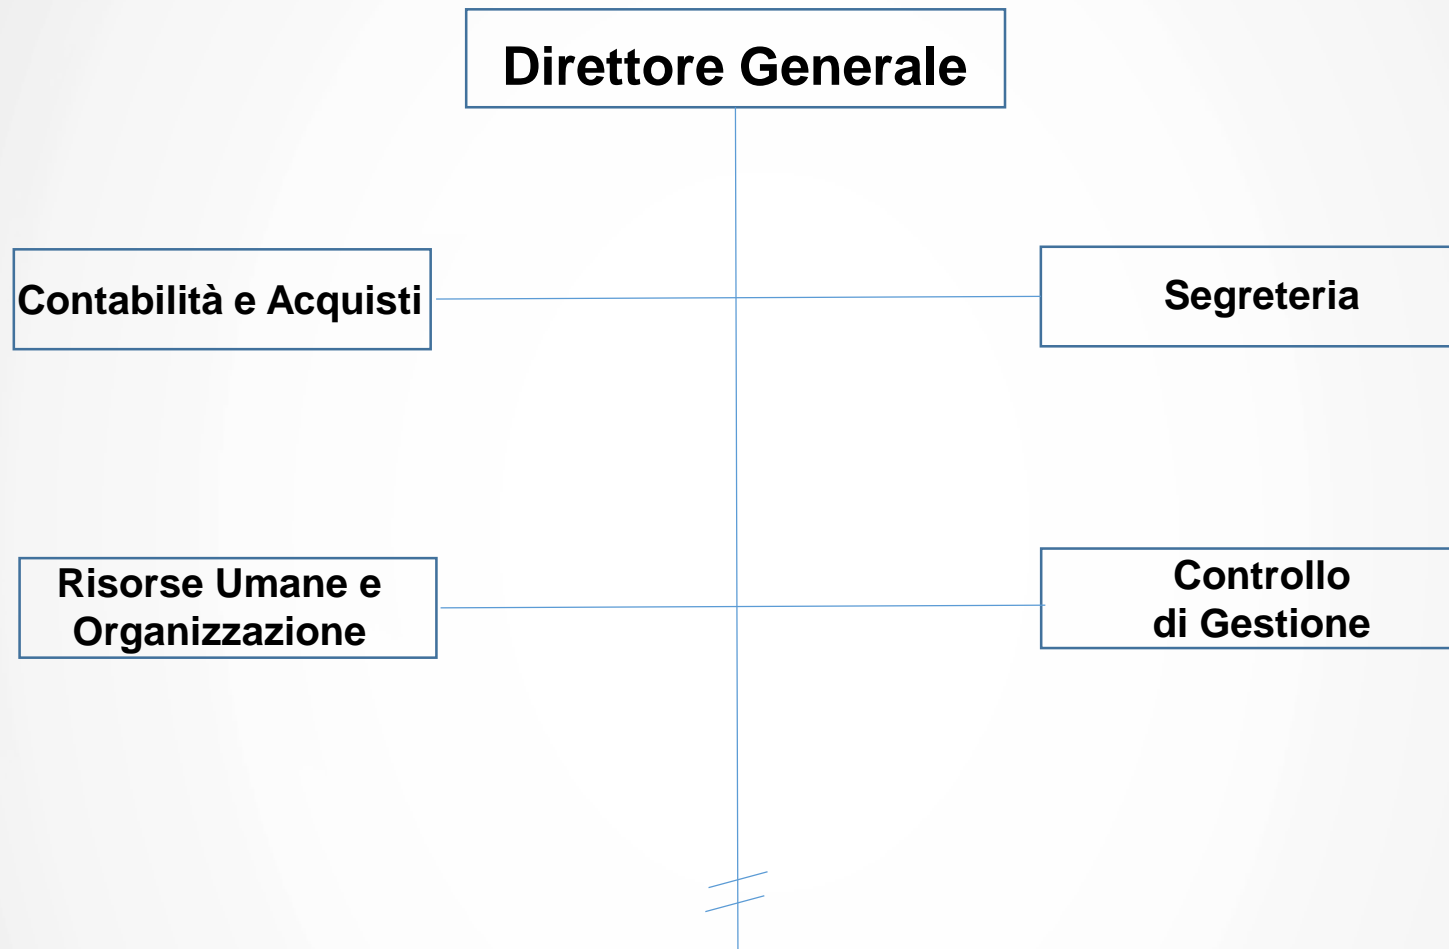 Direttore Generale
Contabilità e Acquisti
Segreteria
Risorse Umane e
Organizzazione
Controllo
di Gestione